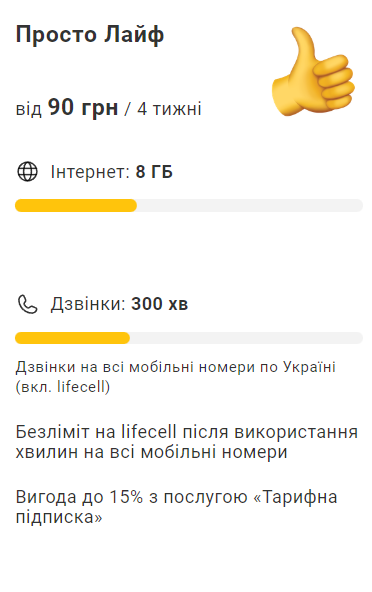 Просто Лайф
від 90 грн / 4 тижні
Інтернет: 8 ГБ
Дзвінки: 300 хв
Дзвінки на всі мобільні номери по Україні
(вкл. lifecell)
Безліміт на lifecell після використання
хвилин на всі мобільні номери
Вигода до 15% з послугою «Тарифна
підписка»